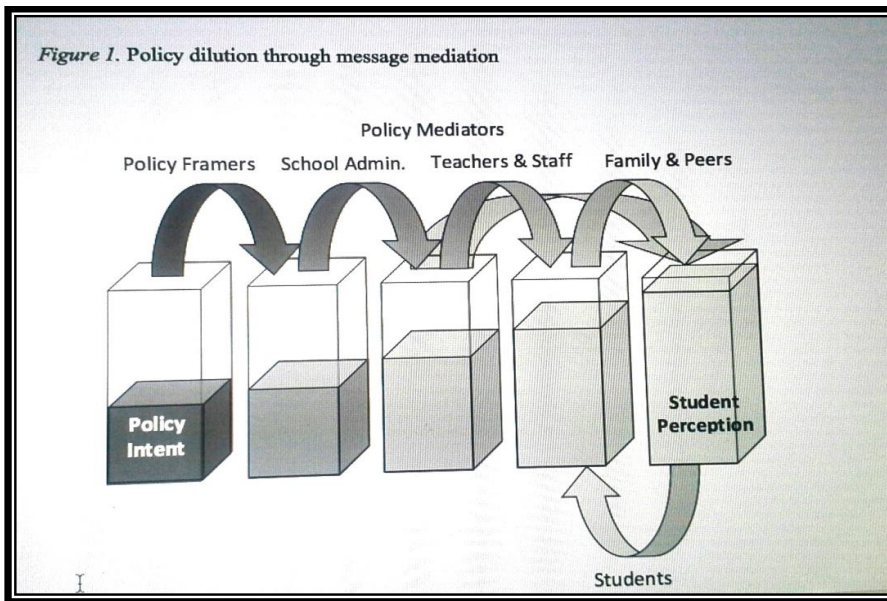 Figure 1. Policy dilution through message mediation
Policy Mediators
Policy Framers School Admin. Teachers & Staff Family & Peers
Policy
Intent
Student
Perception
Students